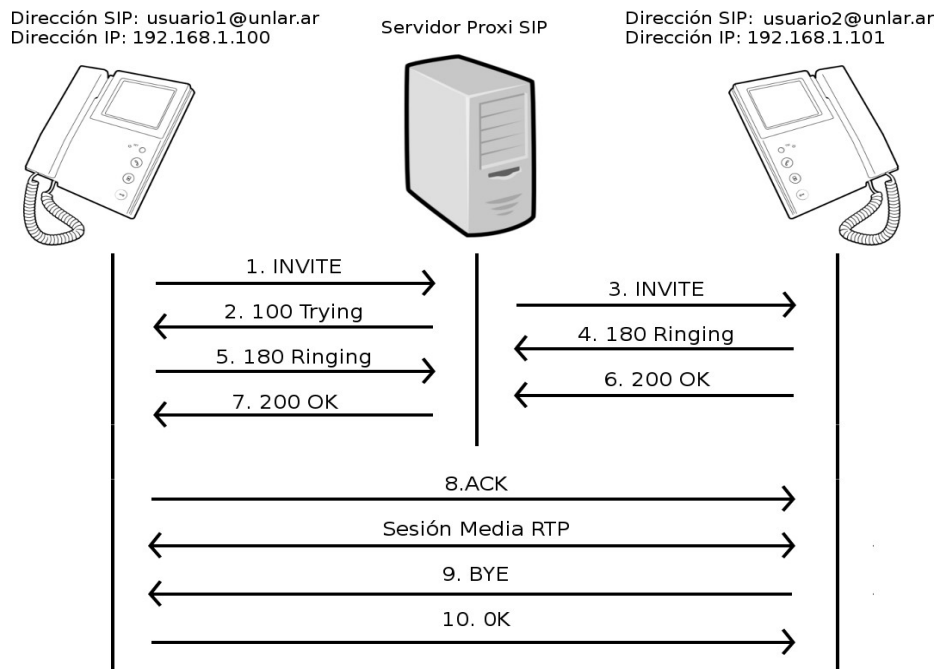 Dirección SIP: usuario1@unlar.ar
Dirección IP: 192.168.1.100
Servidor Proxi SIP
Dirección SIP: usuario2@unlar.ar
Dirección IP: 192.168.1.101
1. INVITE
2. 100 Trying
3. INVITE
4. 180 Ringing
5. 180 Ringing
6. 200 OK
7. 200 OK
8.ACK
Sesión Media RTP
9. BYE
10. 0K